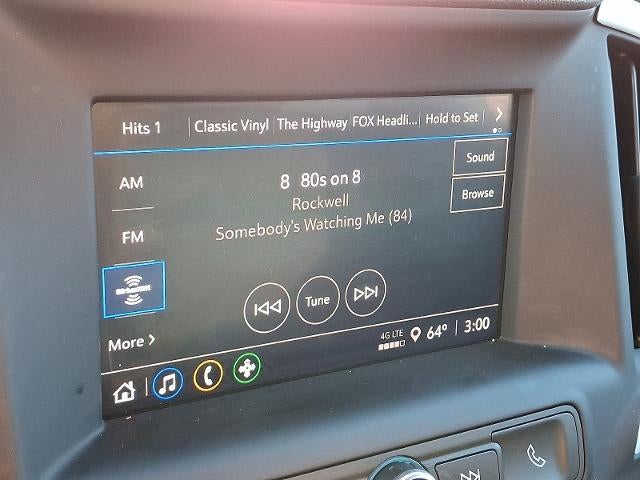 Hits 1 Classic Vinyl The Highway FOX Headli... Hold to Set
AM
FM
SiriusXM
More
8 80s on 8
Rockwell
Somebody's Watching Me (84)
Sound
Browse
Tune
4G LTE 64° 3:00